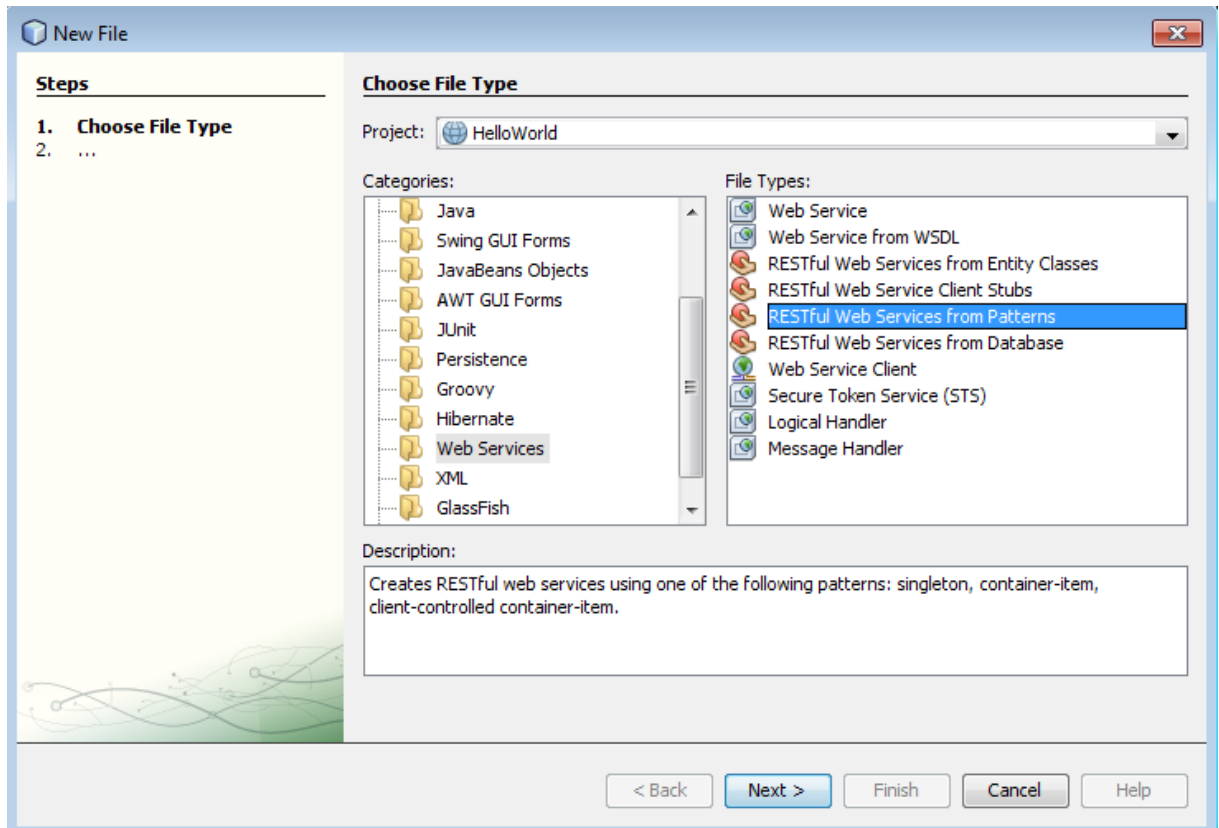 New File
Steps
1. Choose File Type
2. ...
Choose File Type
Project: HelloWorld
Categories:
Java
Swing GUI Forms
JavaBeans Objects
AWT GUI Forms
JUnit
Persistence
Groovy
Hibernate
Web Services
XML
GlassFish
File Types:
Web Service
Web Service from WSDL
RESTful Web Services from Entity Classes
RESTful Web Service Client Stubs
RESTful Web Services from Patterns
RESTful Web Services from Database
Web Service Client
Secure Token Service (STS)
Logical Handler
Message Handler
Description:
Creates RESTful web services using one of the following patterns: singleton, container-item,
client-controlled container-item.
< Back Next > Finish Cancel Help